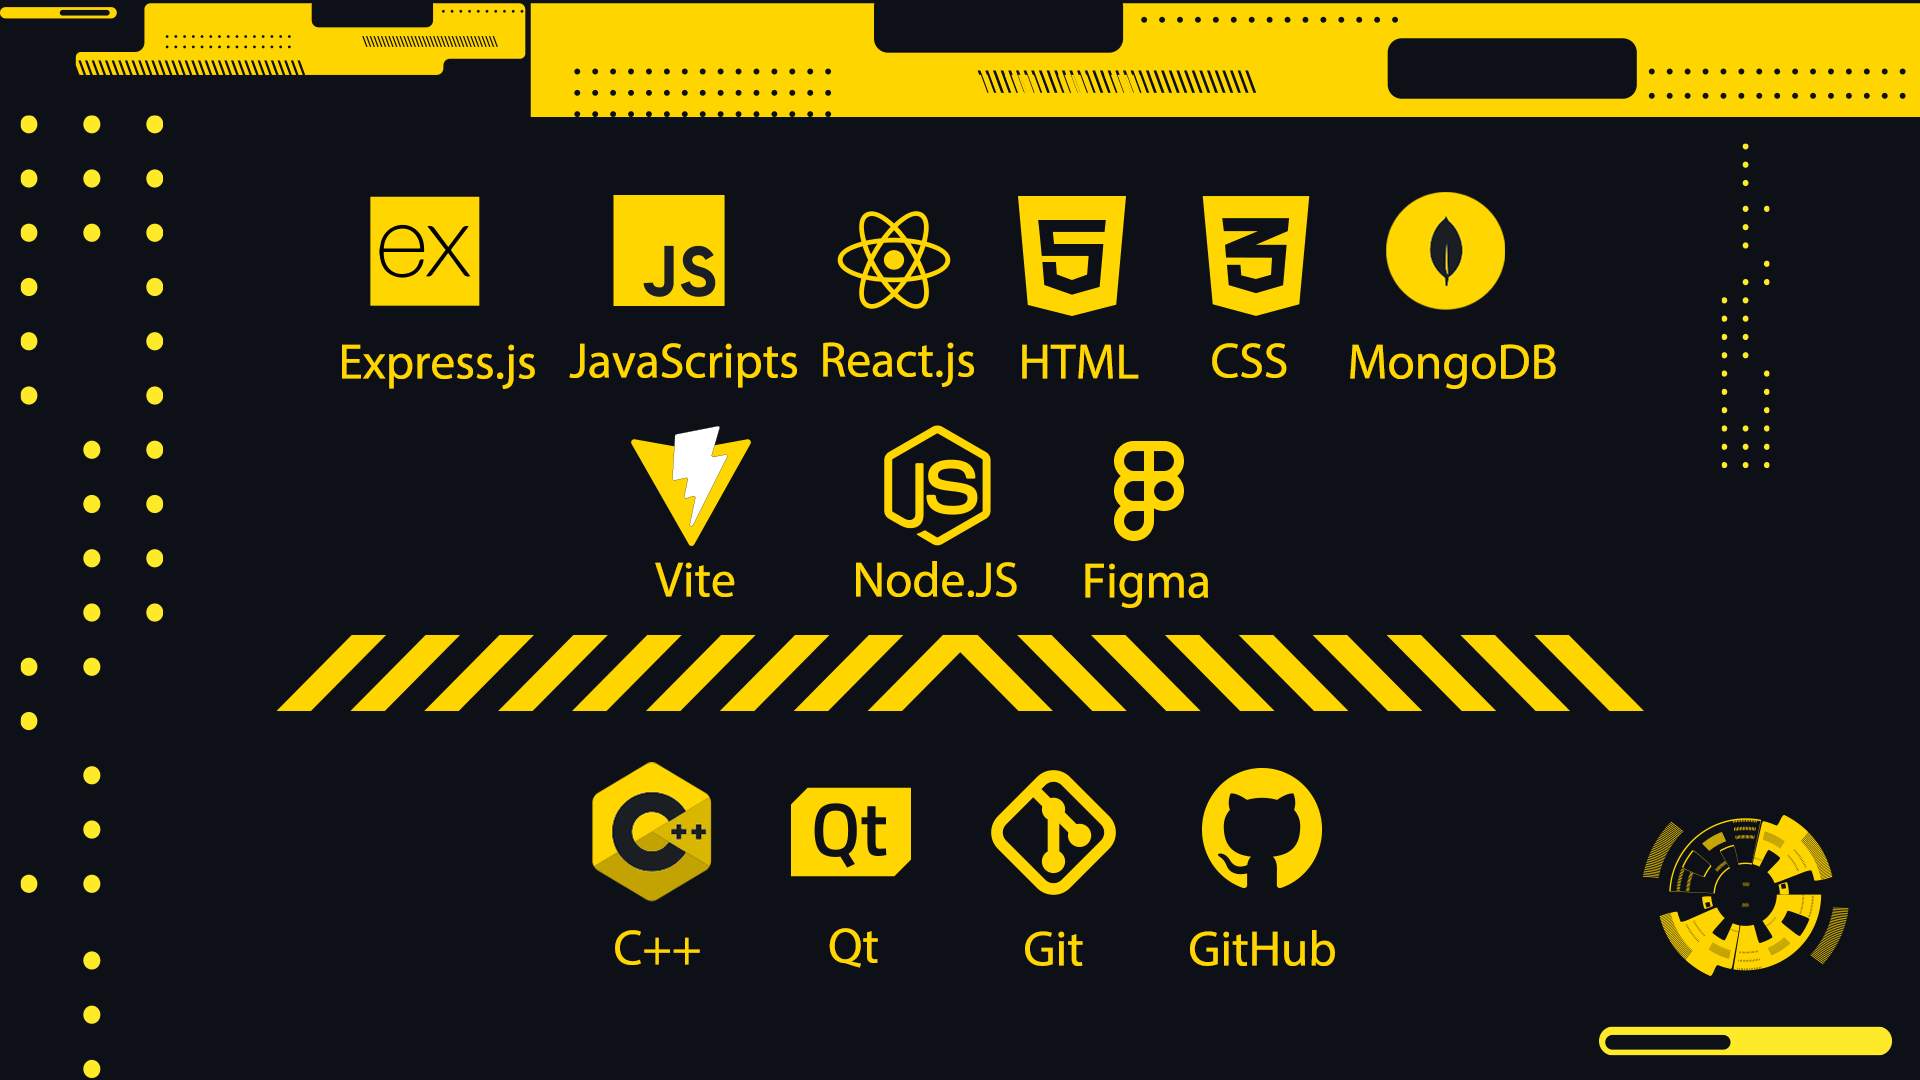 ex JS
Express.js JavaScripts React.js HTML CSS MongoDB
JS
Vite Node.JS Figma
C++ Qt
C++ Qt Git GitHub